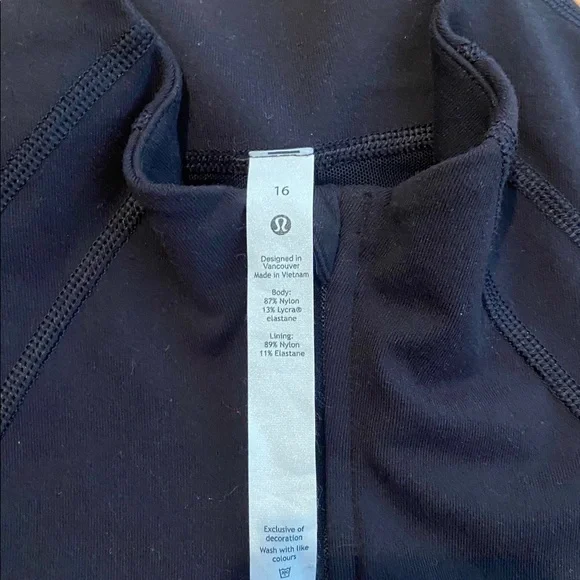 16
Designed in
Vancouver
Made in Vietnam
Body:
87% Nylon
13% Lycra®
elastane
Lining:
89% Nylon
11% Elastane
Exclusive of
decoration
Wash with like
colours